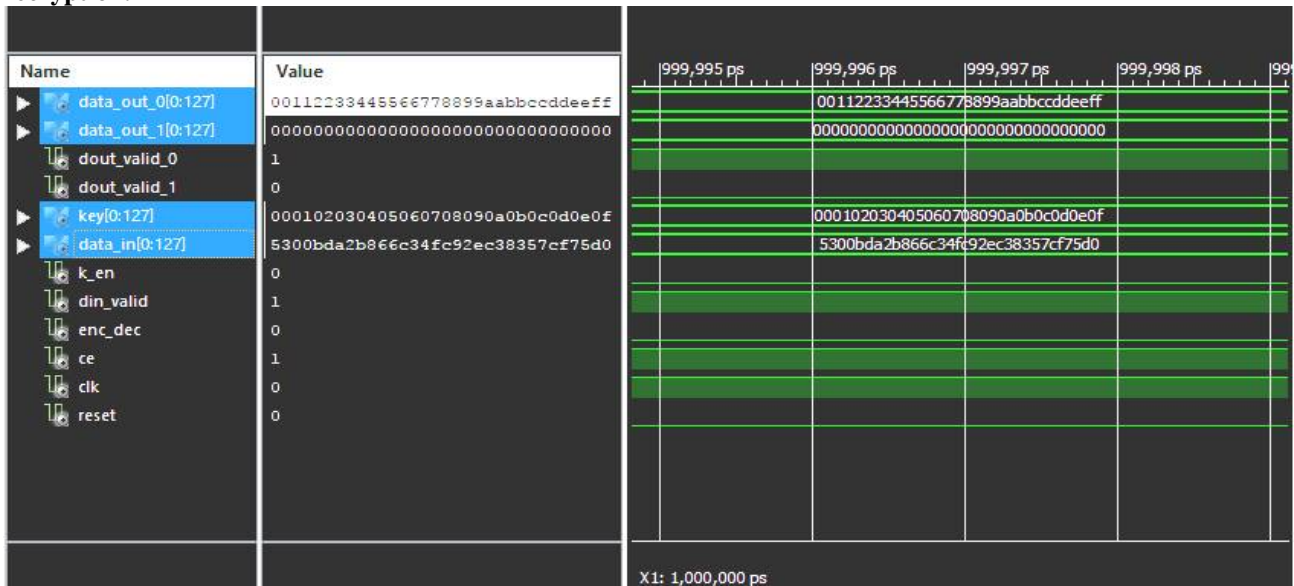 Name Value 999,995 ps 999,996 ps 999,997 ps 999,998 ps 99
data_out_0[0:127] 00112233445566778899aabbccddeeff 00112233445566778899aabbccddeeff
data_out_1[0:127] 00000000000000000000000000000000 00000000000000000000000000000000
dout_valid_0 1
dout_valid_1 0
key[0:127] 000102030405060708090a0b0c0d0e0f 000102030405060708090a0b0c0d0e0f
data_in[0:127] 5300bda2b866c34fc92ec38357cf75d0 5300bda2b866c34fc92ec38357cf75d0
k_en 0
din_valid 1
enc_dec 0
ce 1
clk 0
reset 0
X1: 1,000,000 ps